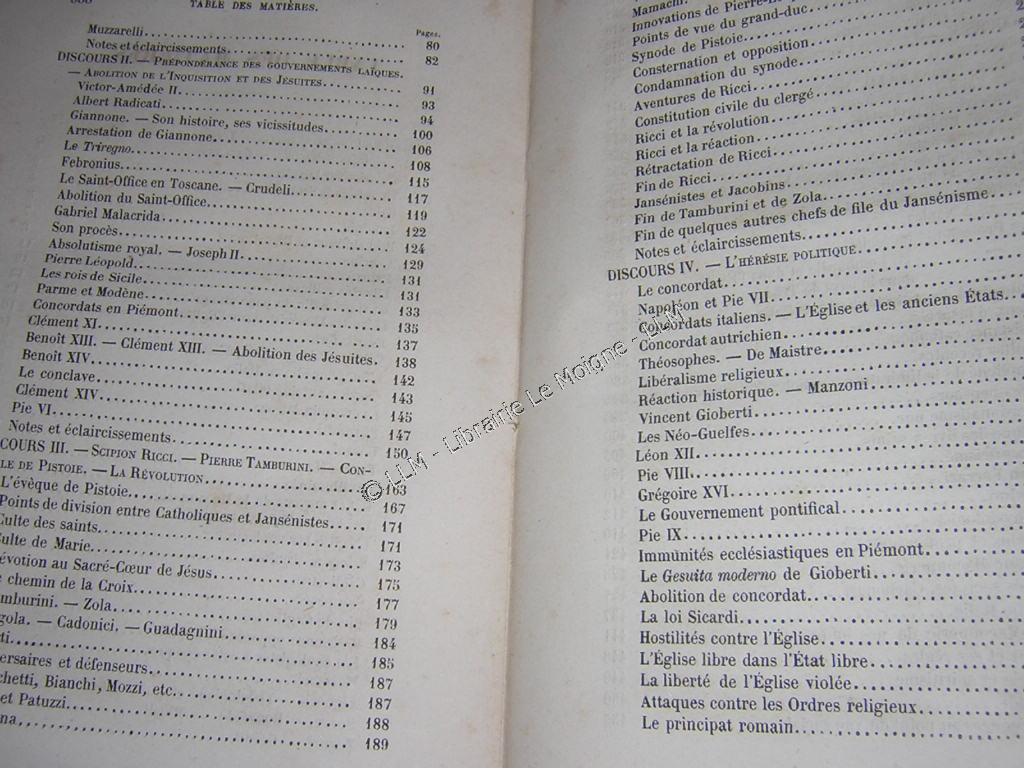 TABLE DES MATIÈRES.
Pages.
Muzzarelli 80
Notes et éclaircissements 82
DISCOURS II. — PRÉPONDÉRANCE DES GOUVERNEMENTS LAÏQUES.
— ABOLITION DE L'INQUISITION ET DES JÉSUITES 91
Victor-Amédée II 93
Albert Radicati 94
Giannone. — Son histoire, ses vicissitudes 100
Arrestation de Giannone 106
Le Triregno 108
Febronius 115
Le Saint-Office en Toscane. — Crudeli 117
Abolition du Saint-Office 119
Gabriel Malacrida 122
Son procès 124
Absolutisme royal. — Joseph II 129
Pierre Léopold 131
Les rois de Sicile 131
Parme et Modène 133
Concordats en Piémont 135
Clément XI 137
Benoît XIII. — Clément XIII. — Abolition des Jésuites. 138
Benoît XIV 142
Le conclave 143
Clément XIV 145
Pie VI 147
Notes et éclaircissements 150
COURS III. — SCIPION RICCI. — PIERRE TAMBURINI. — CON-
LE DE PISTOIE. — LA RÉVOLUTION 163
L'évêque de Pistoie 167
Points de division entre Catholiques et Jansénistes 171
Culte des saints 171
ulte de Marie 173
évotion au Sacré-Cœur de Jésus 175
chemin de la Croix 177
mburini. — Zola 179
gola. — Cadonici. — Guadagnini 184
ti 185
ersaires et défenseurs 187
chetti, Bianchi, Mozzi, etc. 187
et Patuzzi 188
na 189
Mamachi
Innovations de Pierre-
Points de vue du grand-duc
Synode de Pistoie
Consternation et opposition
Condamnation du synode
Aventures de Ricci
Constitution civile du clergé
Ricci et la révolution
Ricci et la réaction
Rétractation de Ricci
Fin de Ricci
Jansénistes et Jacobins
Fin de Tamburini et de Zola
Fin de quelques autres chefs de file du Jansénisme
Notes et éclaircissements
DISCOURS IV. — L'HÉRÉSIE POLITIQUE
Le concordat
Napoléon et Pie VII
Concordats italiens. — L'Église et les anciens États
Concordat autrichien
Théosophes. — De Maistre
Libéralisme religieux
Réaction historique. — Manzoni
Vincent Gioberti
Les Néo-Guelfes
Léon XII
Pie VIII
Grégoire XVI
Le Gouvernement pontifical
Pie IX
Immunités ecclésiastiques en Piémont
Le Gesuita moderno de Gioberti
Abolition de concordat
La loi Sicardi
Hostilités contre l'Église
L'Église libre dans l'État libre
La liberté de l'Église violée
Attaques contre les Ordres religieux
Le principat romain
© LLM - Librairie Le Moigne - LLM